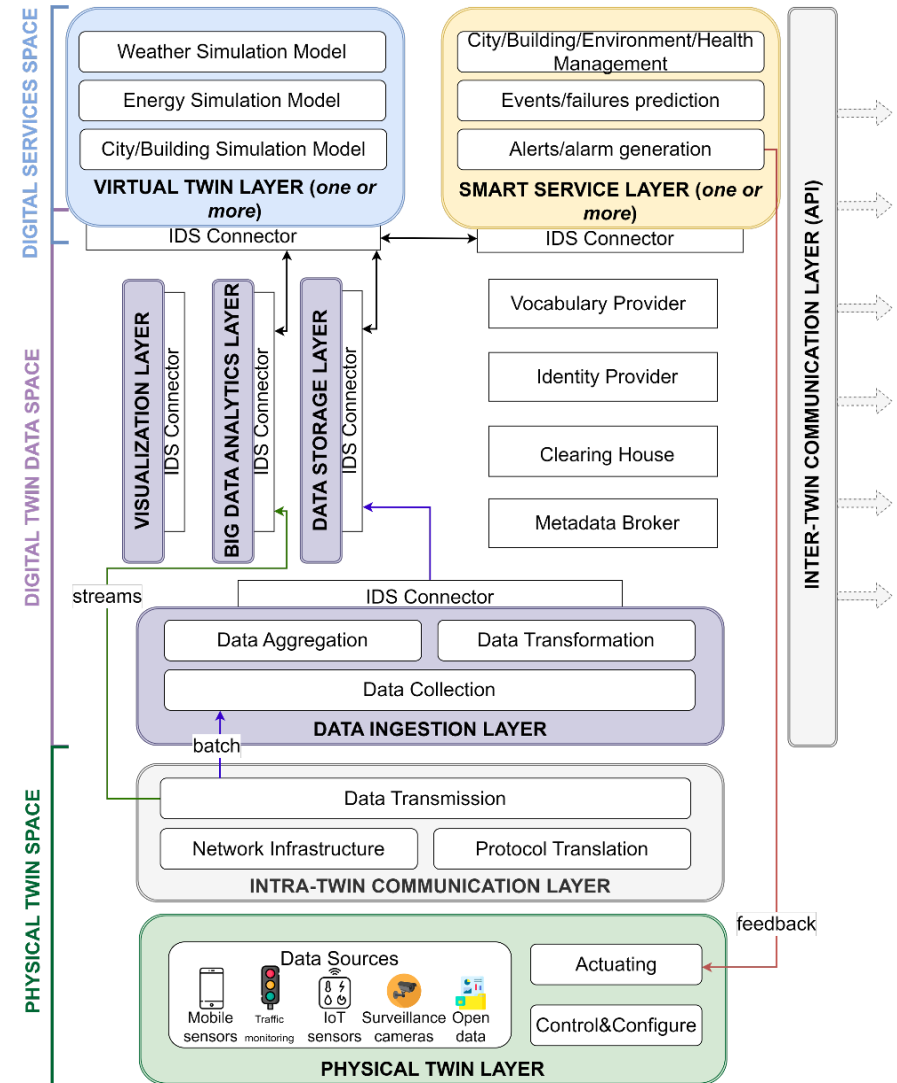 DIGITAL SERVICES SPACE
Weather Simulation Model
Energy Simulation Model
City/Building Simulation Model
VIRTUAL TWIN LAYER (one or
more)
IDS Connector
City/Building/Environment/Health
Management
Events/failures prediction
Alerts/alarm generation
SMART SERVICE LAYER (one or
more)
IDS Connector
INTER-TWIN COMMUNICATION LAYER (API)
DIGITAL TWIN DATA SPACE
VISUALIZATION LAYER
IDS Connector
BIG DATA ANALYTICS LAYER
IDS Connector
DATA STORAGE LAYER
IDS Connector
Vocabulary Provider
Identity Provider
Clearing House
Metadata Broker
streams
IDS Connector
Data Aggregation
Data Transformation
Data Collection
DATA INGESTION LAYER
batch
PHYSICAL TWIN SPACE
Data Transmission
Network Infrastructure
Protocol Translation
INTRA-TWIN COMMUNICATION LAYER
feedback
Data Sources
Mobile
sensors
Traffic
monitoring
IoT
sensors
Surveillance
cameras
Open
data
Actuating
Control&Configure
PHYSICAL TWIN LAYER